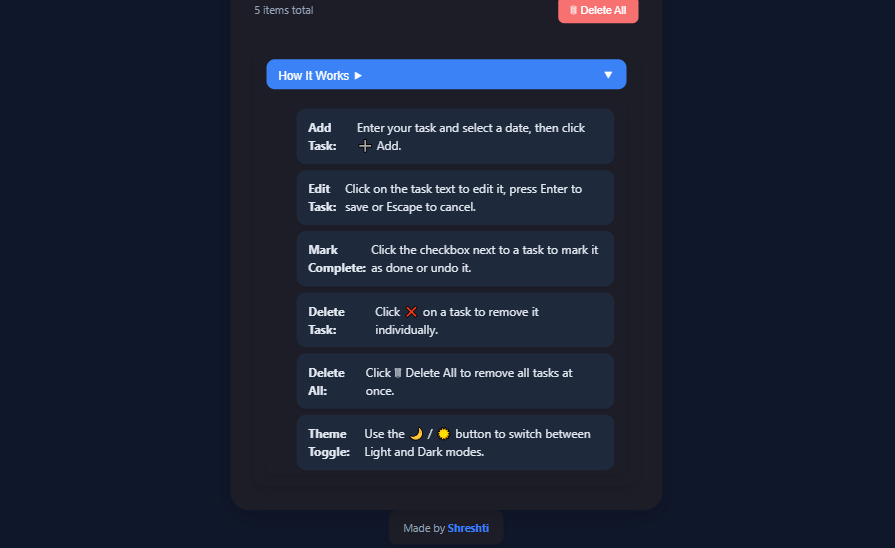 5 items total
🗑 Delete All
How It Works ▶ ▼
Add Task: Enter your task and select a date, then click ➕ Add.
Edit Task: Click on the task text to edit it, press Enter to save or Escape to cancel.
Mark Complete: Click the checkbox next to a task to mark it as done or undo it.
Delete Task: Click ❌ on a task to remove it individually.
Delete All: Click 🗑 Delete All to remove all tasks at once.
Theme Toggle: Use the 🌙 / ☀️ button to switch between Light and Dark modes.
Made by Shreshti